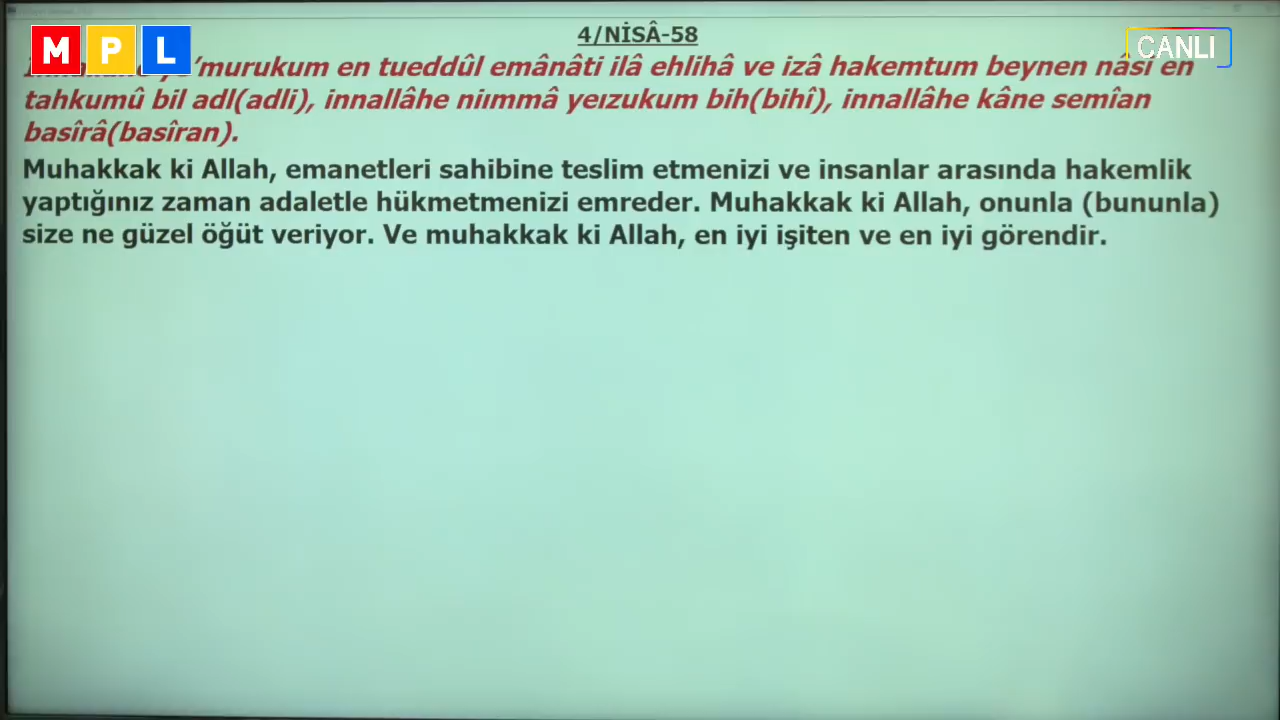 MPL
CANLI
4/NİSÂ-58
ye'murukum en tueddûl emânâti ilâ ehlihâ ve izâ hakemtum beynen nâsi en
tahkumû bil adl(adli), innallâhe niımmâ yeızukum bih(bihî), innallâhe kâne semîan
basîrâ(basîran).
Muhakkak ki Allah, emanetleri sahibine teslim etmenizi ve insanlar arasında hakemlik
yaptığınız zaman adaletle hükmetmenizi emreder. Muhakkak ki Allah, onunla (bununla)
size ne güzel öğüt veriyor. Ve muhakkak ki Allah, en iyi işiten ve en iyi görendir.